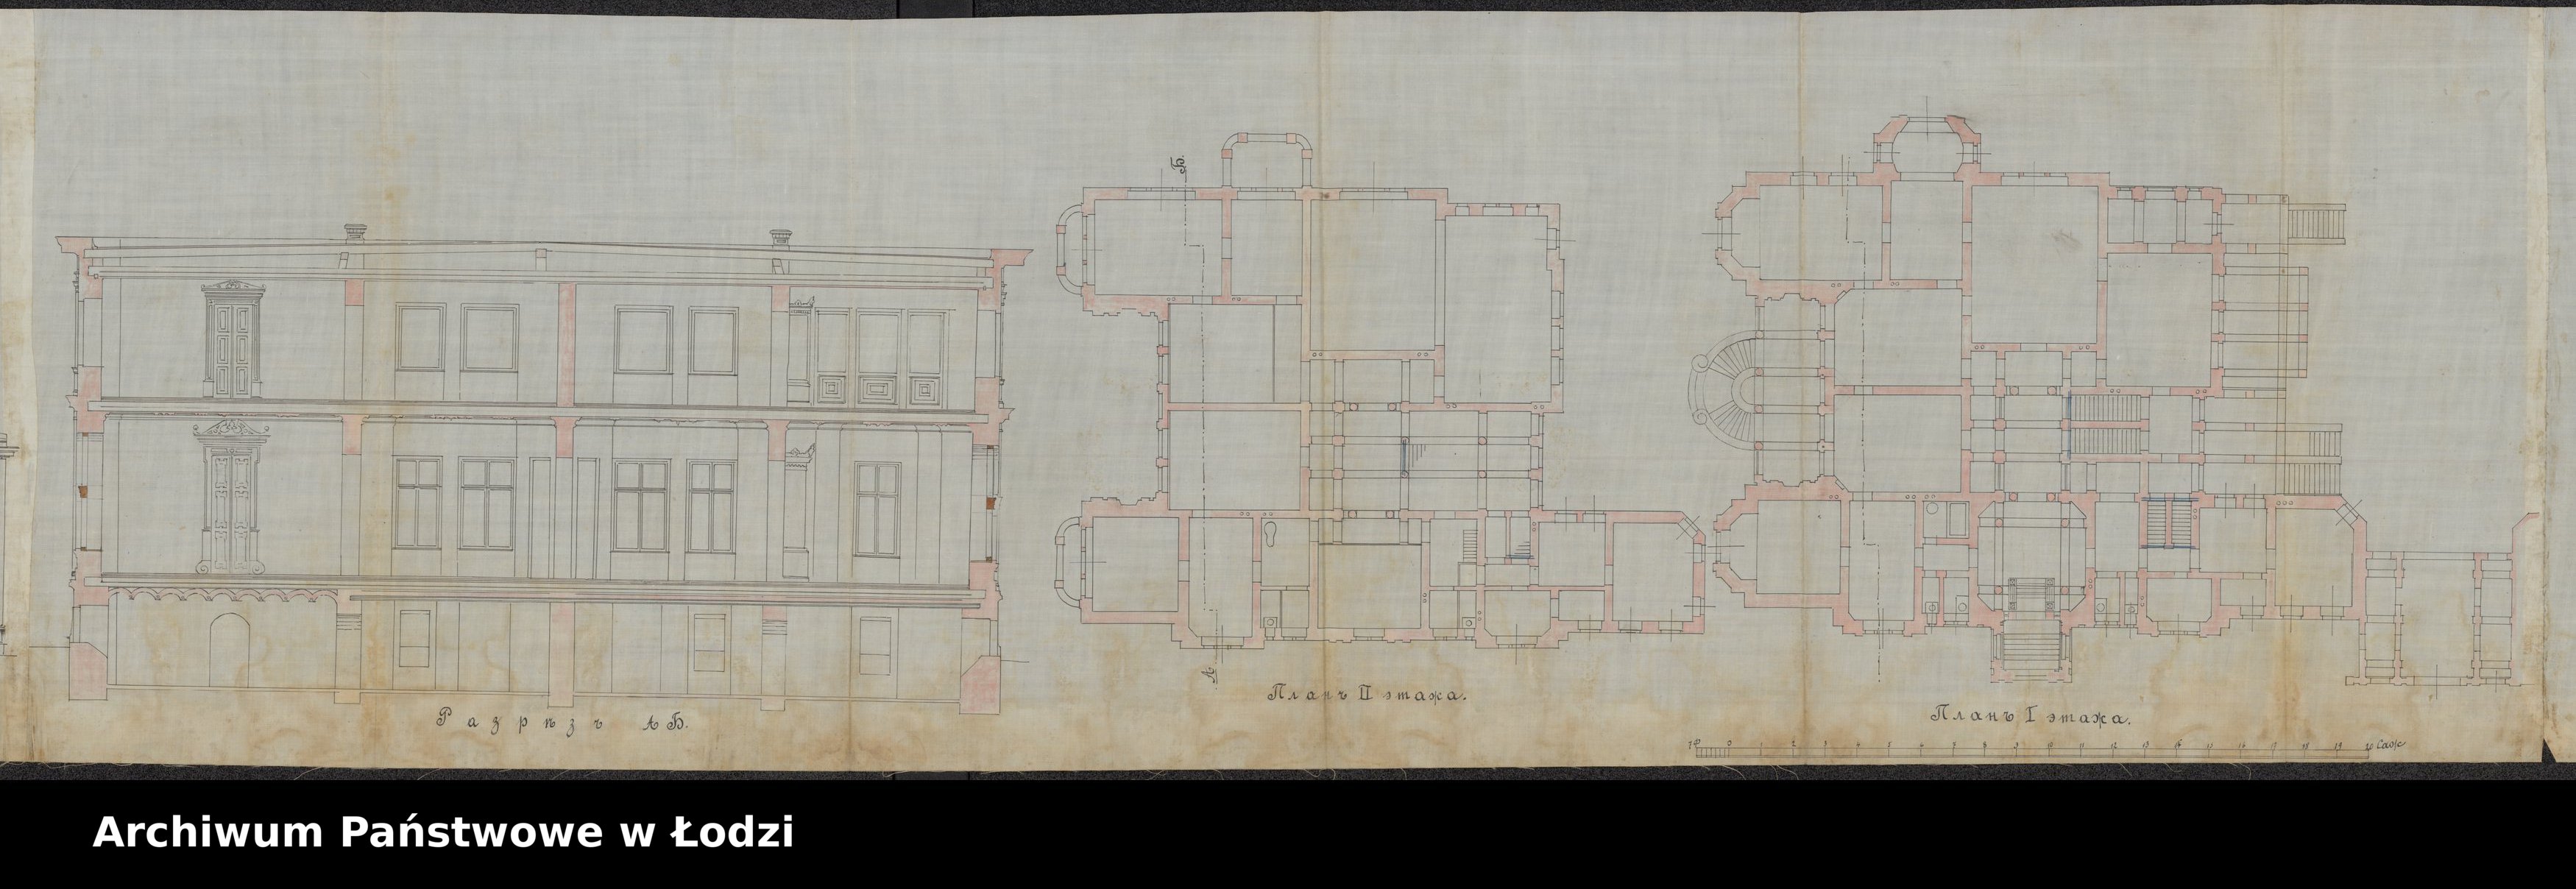 Разрѣзъ АБ.
Б.
А.
Планъ II этажа.
Планъ I этажа.
0 1 2 3 4 5 6 7 8 9 10 11 12 13 14 15 16 17 18 19 20 Саж
Archiwum Państwowe w Łodzi